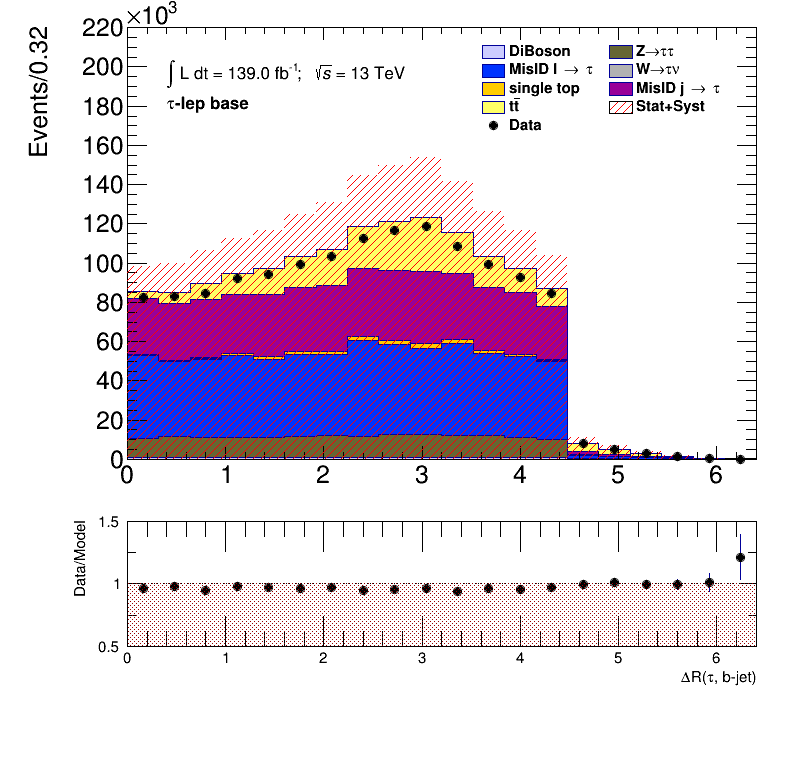 ×10³
Events/0.32
220
200
180
160
140
120
100
80
60
40
20
0
∫ L dt = 139.0 fb⁻¹; √s = 13 TeV
τ-lep base
DiBoson
Z→ττ
MisID l → τ
W→τν
single top
MisID j → τ
tt̄
Stat+Syst
Data
0 1 2 3 4 5 6
Data/Model
1.5
1
0.5
0 1 2 3 4 5 6
ΔR(τ, b-jet)